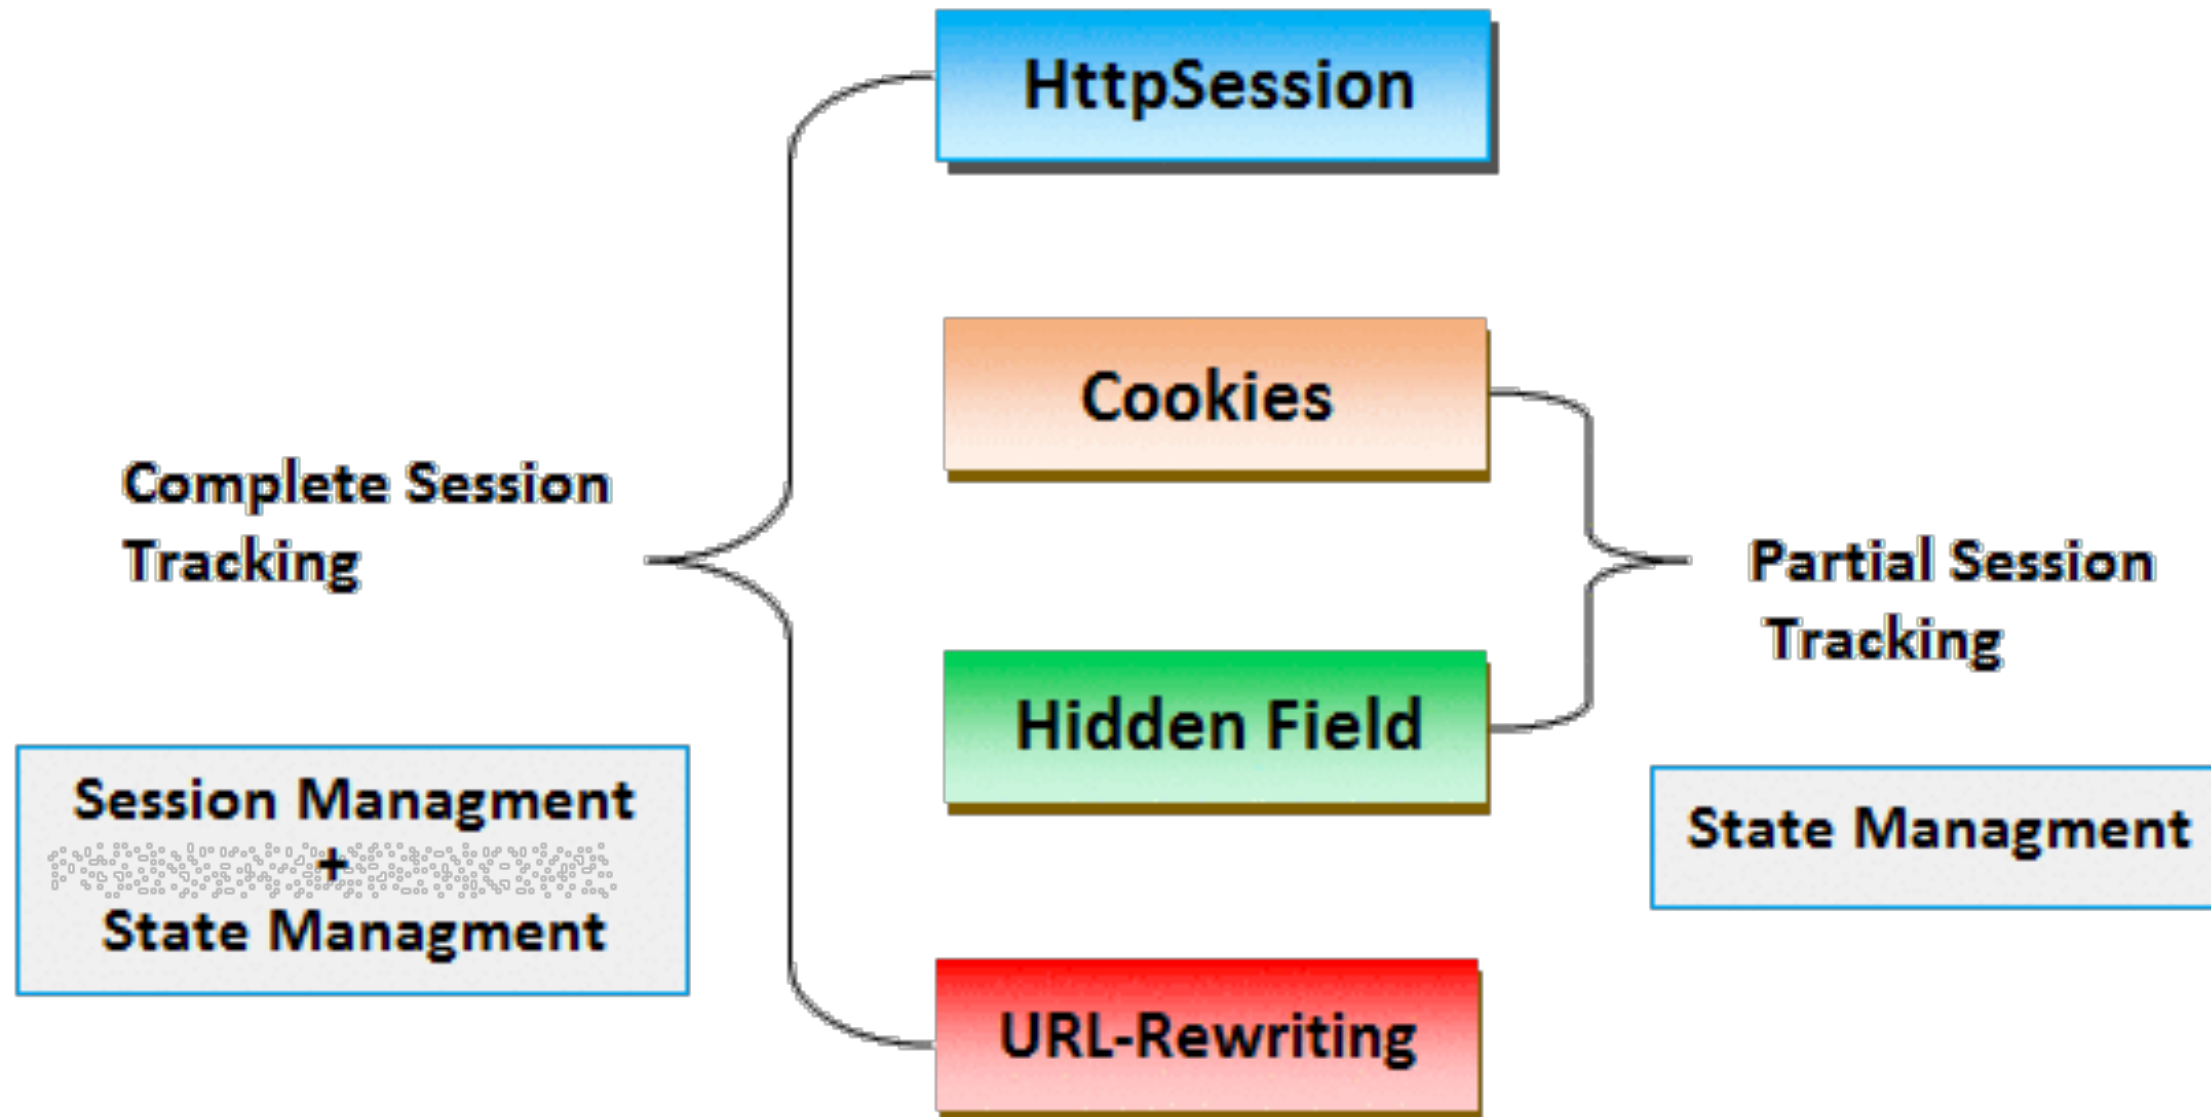 HttpSession
Cookies
Complete Session
Tracking
Partial Session
Tracking
Hidden Field
Session Managment
+
State Managment
State Managment
URL-Rewriting